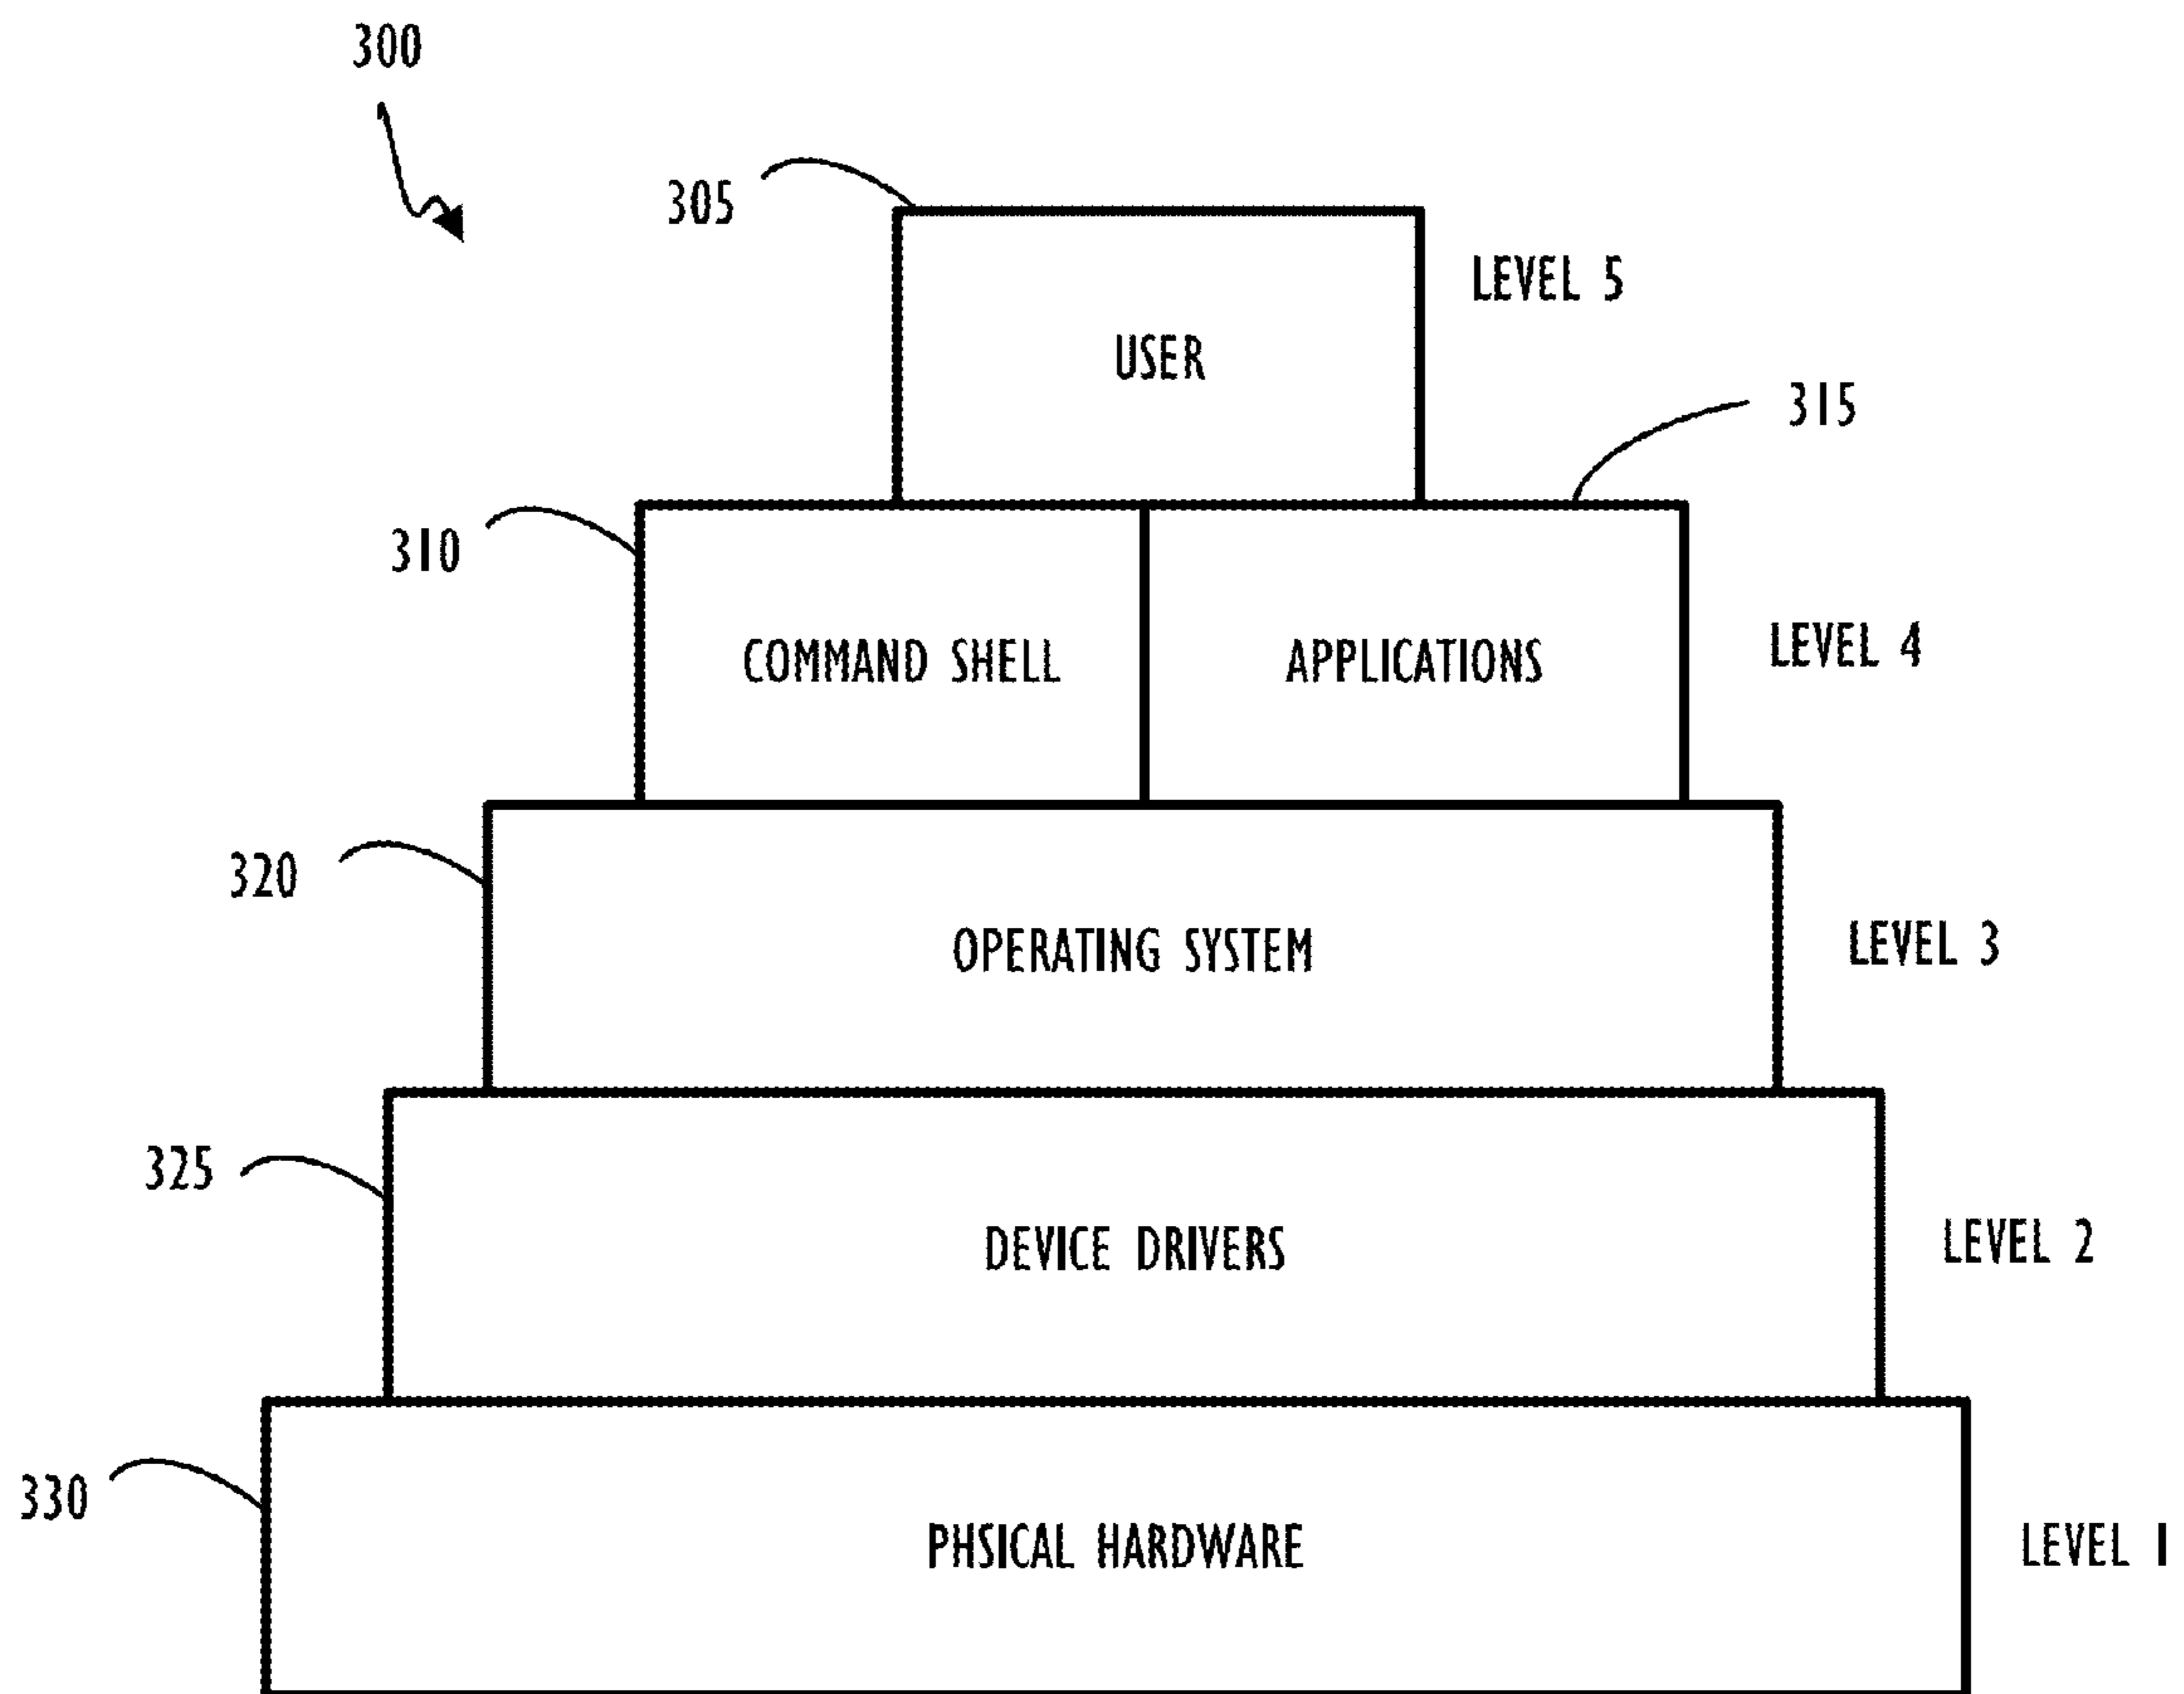 300
305
LEVEL 5
USER
315
310
COMMAND SHELL
APPLICATIONS
LEVEL 4
320
OPERATING SYSTEM
LEVEL 3
325
DEVICE DRIVERS
LEVEL 2
330
PHSICAL HARDWARE
LEVEL 1